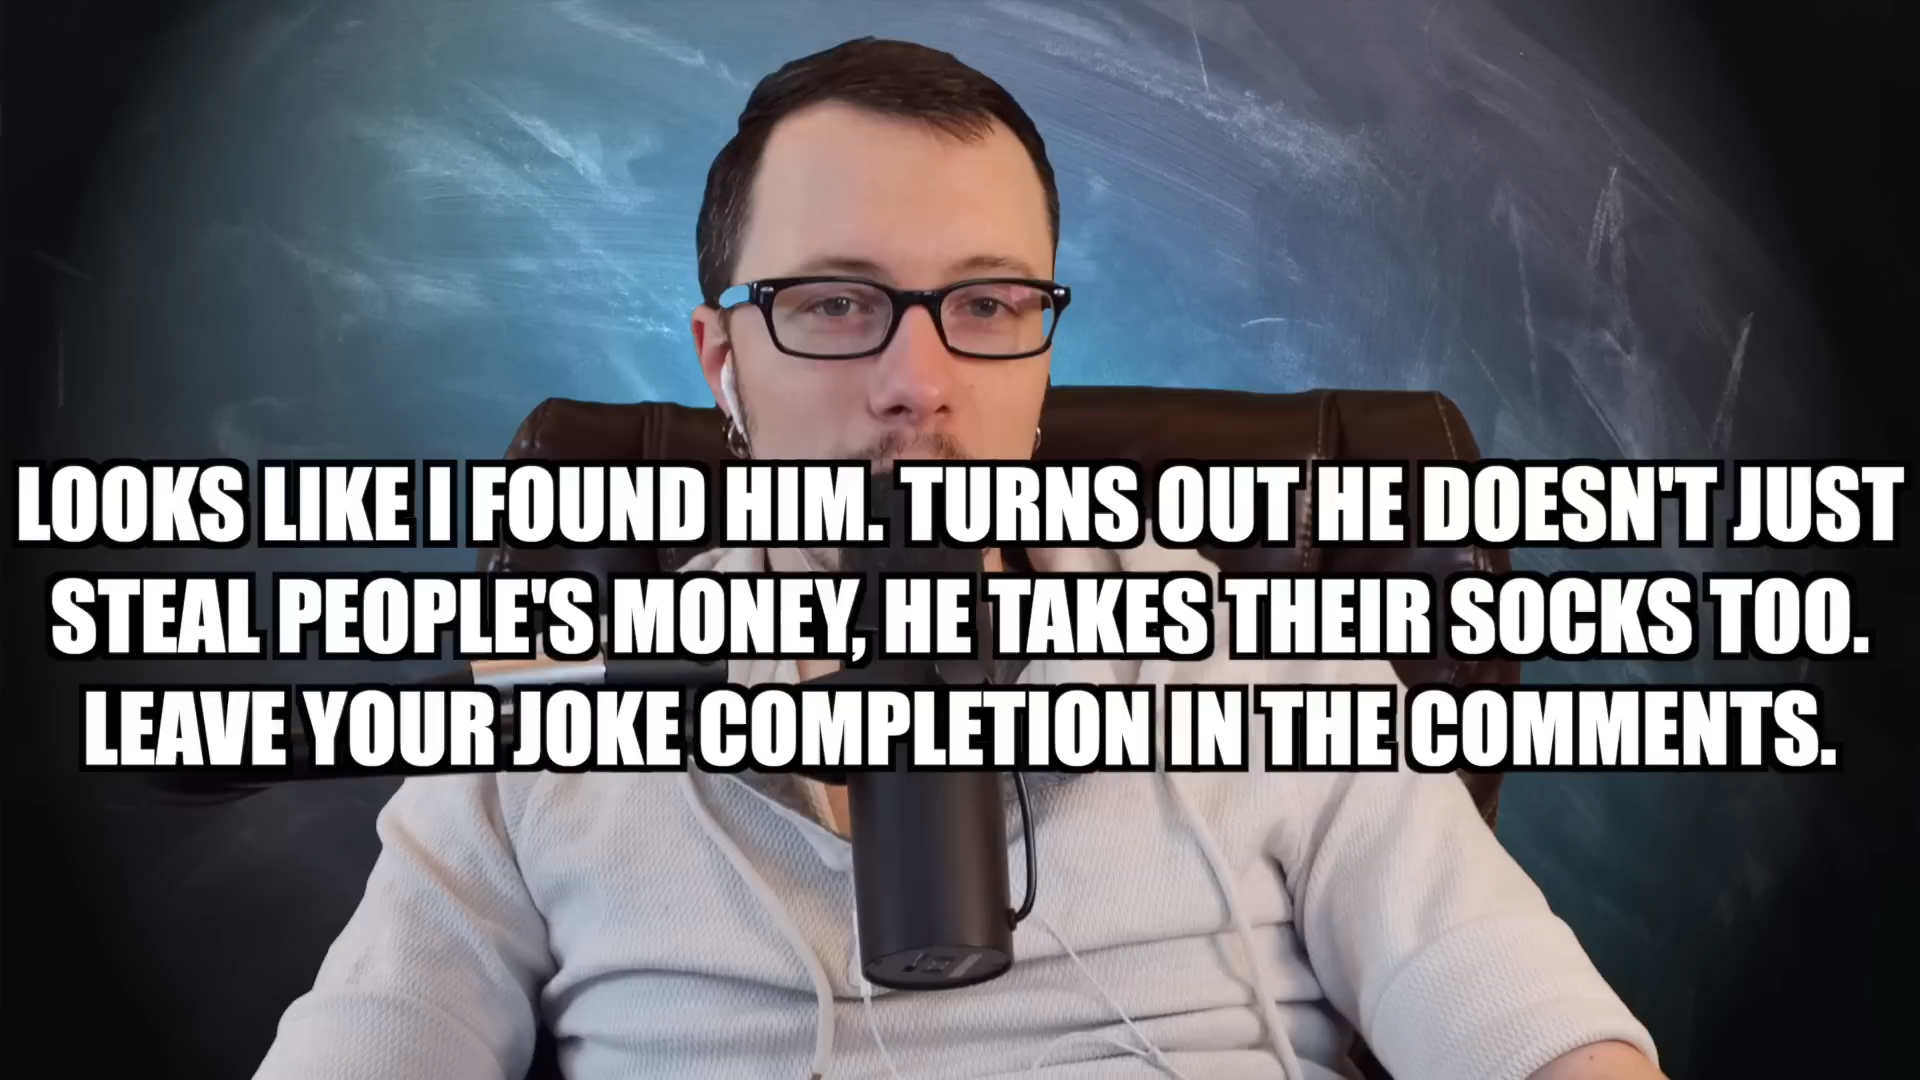 LOOKS LIKE I FOUND HIM. TURNS OUT HE DOESN'T JUST
STEAL PEOPLE'S MONEY, HE TAKES THEIR SOCKS TOO.
LEAVE YOUR JOKE COMPLETION IN THE COMMENTS.